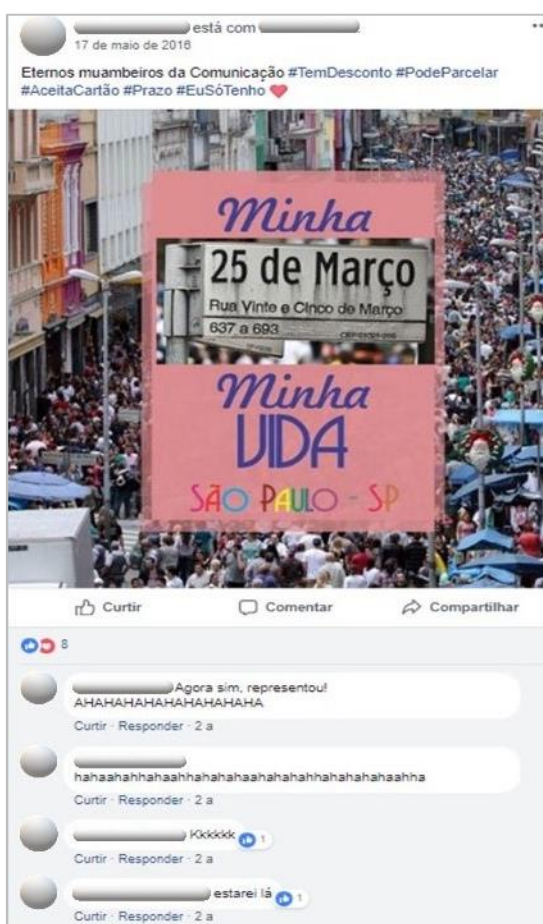 está com
17 de maio de 2016
Eternos muambeiros da Comunicação #TemDesconto #PodeParcelar
#AceitaCartão #Prazo #EuSóTenho
Minha
25 de Março
Rua Vinte e Cinco de Março
637 a 693
Minha
VIDA
SÃO PAULO - SP
Curtir
Comentar
Compartilhar
8
Agora sim, representou!
AHAHAHAHAHAHAHAHAHA
Curtir · Responder · 2 a
hahaahahhahaahhahahahaahahahahhahahahahaahha
Curtir · Responder · 2 a
Kkkkkk 1
Curtir · Responder · 2 a
estarei lá 1
Curtir · Responder · 2 a